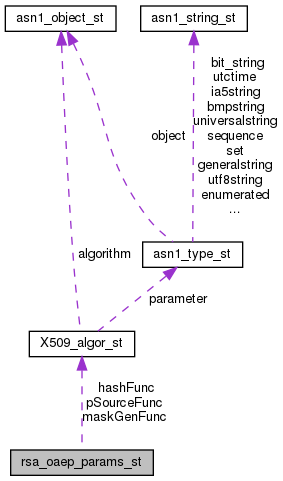 asn1_object_st
asn1_string_st
bit_string
utctime
ia5string
bmpstring
universalstring
object
sequence
set
generalstring
utf8string
enumerated
...
algorithm
asn1_type_st
parameter
X509_algor_st
hashFunc
pSourceFunc
maskGenFunc
rsa_oaep_params_st